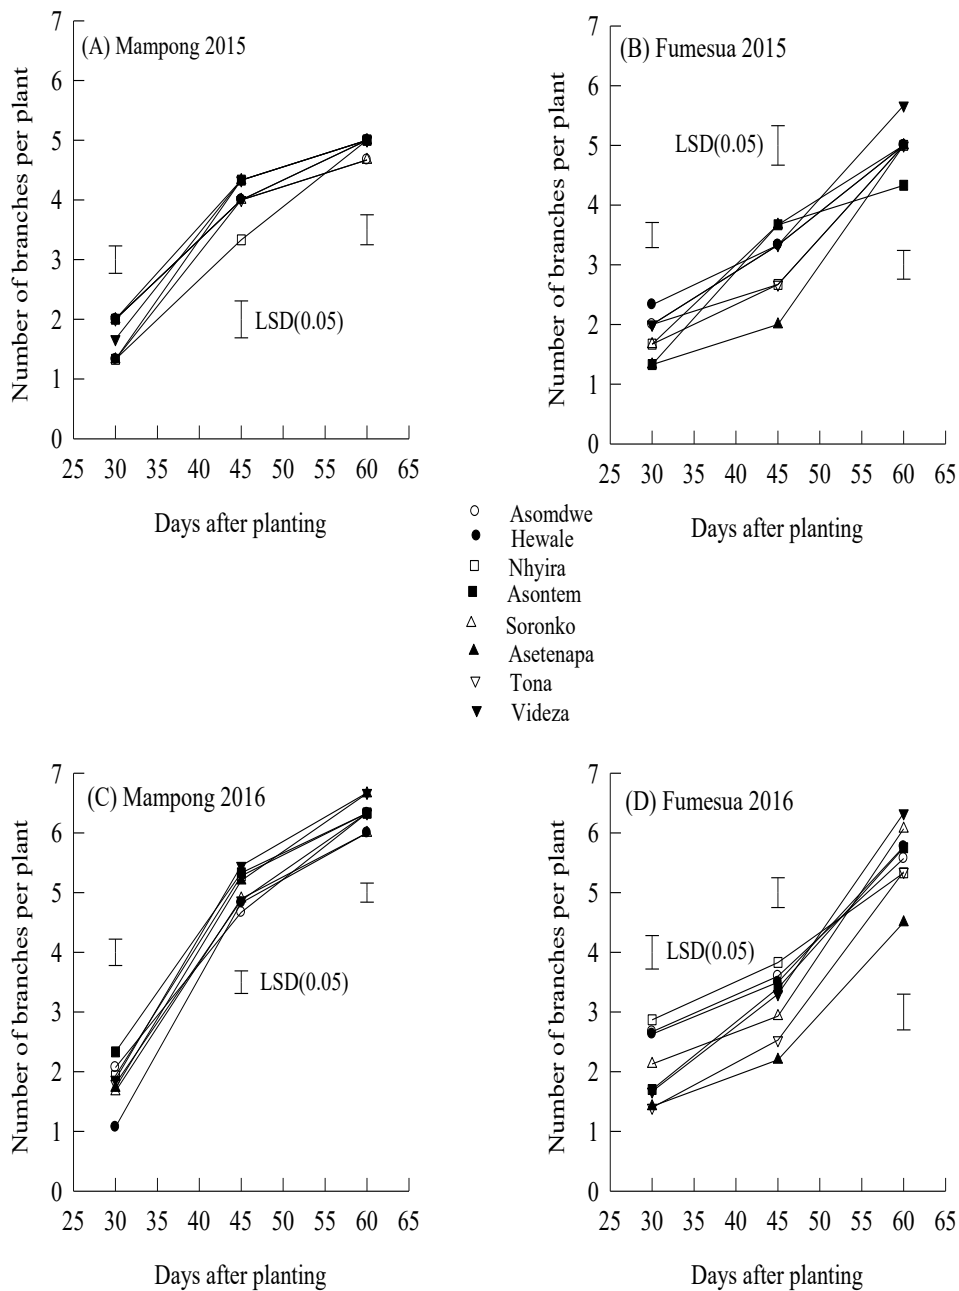 (A) Mampong 2015
Number of branches per plant
7
6
5
4
3
2
1
0
LSD(0.05)
25 30 35 40 45 50 55 60 65
Days after planting
(B) Fumesua 2015
Number of branches per plant
7
6
5
4
3
2
1
0
LSD(0.05)
25 30 35 40 45 50 55 60 65
Days after planting
Asomdwe
Hewale
Nhyira
Asontem
Soronko
Asetenapa
Tona
Videza
(C) Mampong 2016
Number of branches per plant
7
6
5
4
3
2
1
0
LSD(0.05)
25 30 35 40 45 50 55 60 65
Days after planting
(D) Fumesua 2016
Number of branches per plant
7
6
5
4
3
2
1
0
LSD(0.05)
25 30 35 40 45 50 55 60 65
Days after planting